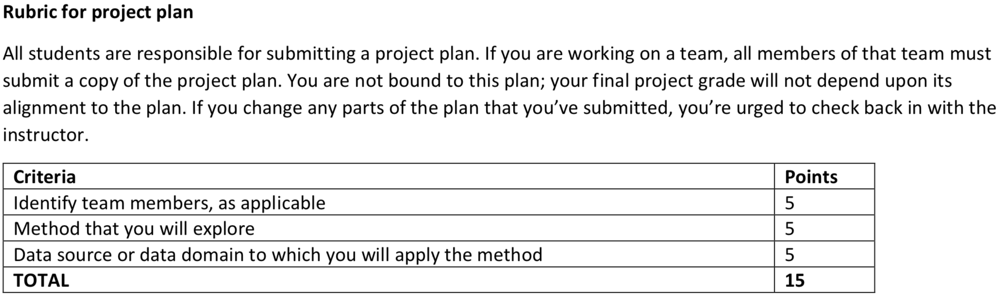 Rubric for project plan
All students are responsible for submitting a project plan. If you are working on a team, all members of that team must
submit a copy of the project plan. You are not bound to this plan; your final project grade will not depend upon its
alignment to the plan. If you change any parts of the plan that you’ve submitted, you’re urged to check back in with the
instructor.
Criteria Points
Identify team members, as applicable 5
Method that you will explore 5
Data source or data domain to which you will apply the method 5
TOTAL 15